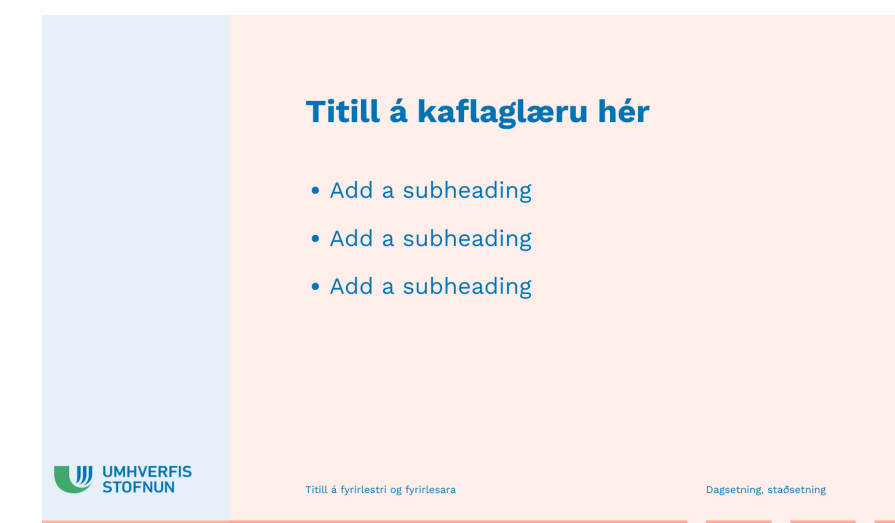 Titill á kaflaglæru hér
• Add a subheading
• Add a subheading
• Add a subheading
UMHVERFIS
STOFNUN
Titill á fyrirlestri og fyrirlesara
Dagsetning, staðsetning